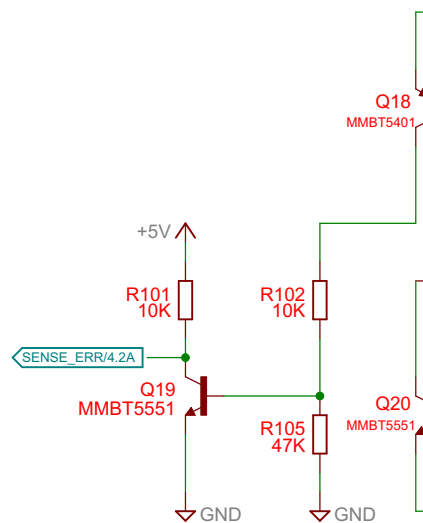 Q18
MMBT5401
+5V
R101
10K
R102
10K
SENSE_ERR/4.2A
Q19
MMBT5551
R105
47K
Q20
MMBT5551
GND
GND